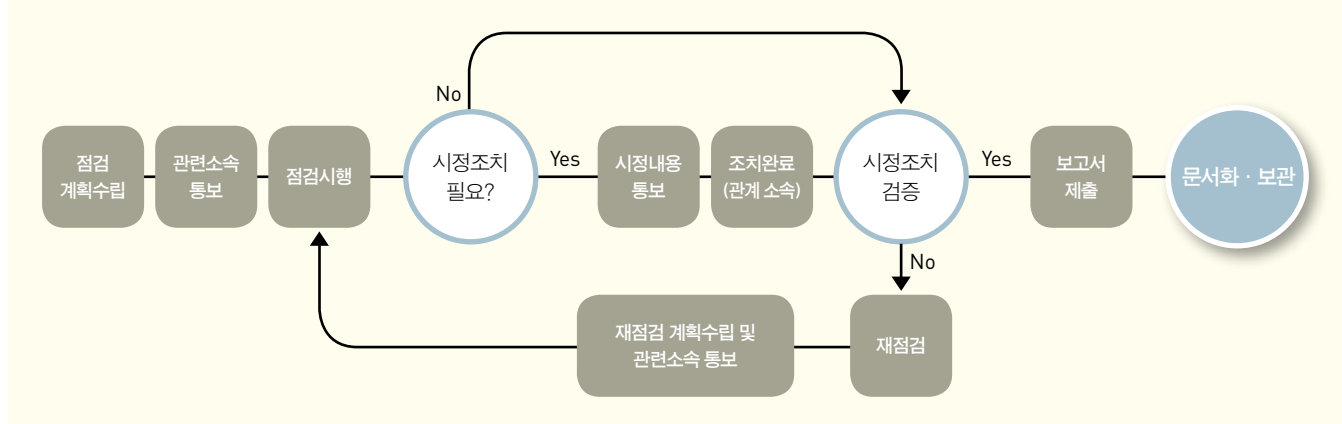 No
점검
계획수립
관련소속
통보
점검시행
시정조치
필요?
Yes
시정내용
통보
조치완료
(관계 소속)
시정조치
검증
Yes
보고서
제출
문서화 · 보관
No
재점검 계획수립 및
관련소속 통보
재점검